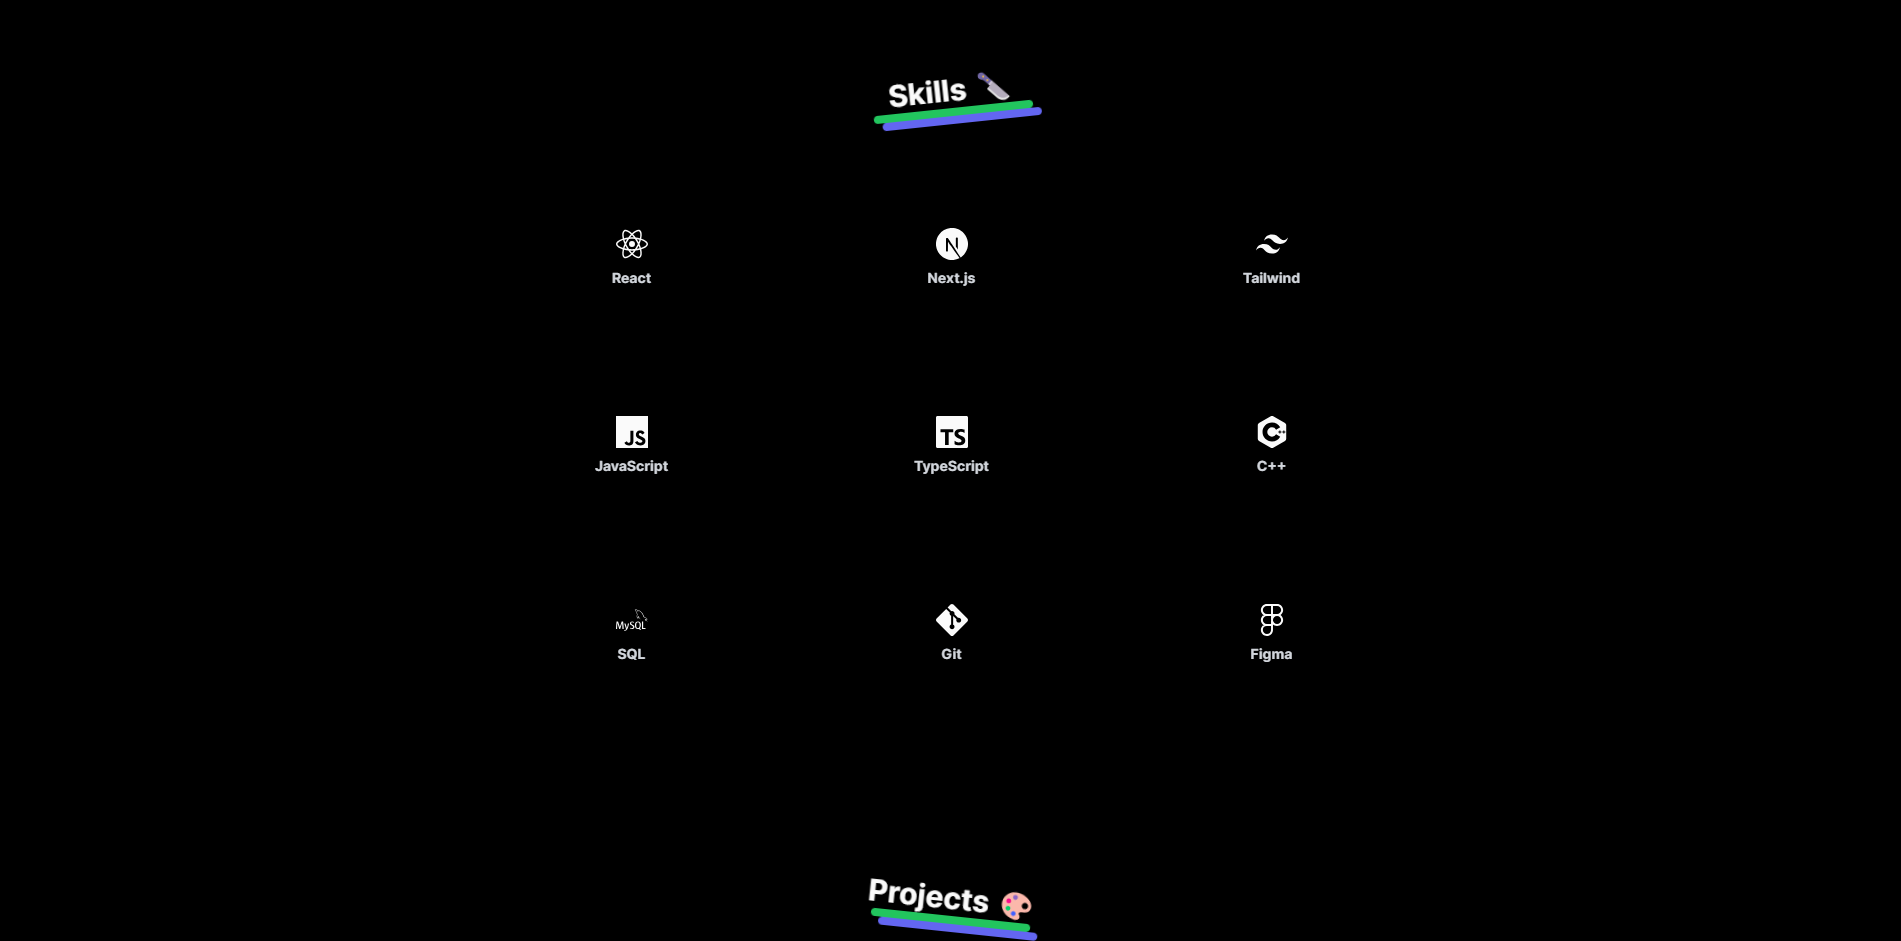 Skills
React Next.js Tailwind
JS TS C++
JavaScript TypeScript C++
MySQL
SQL Git Figma
Projects